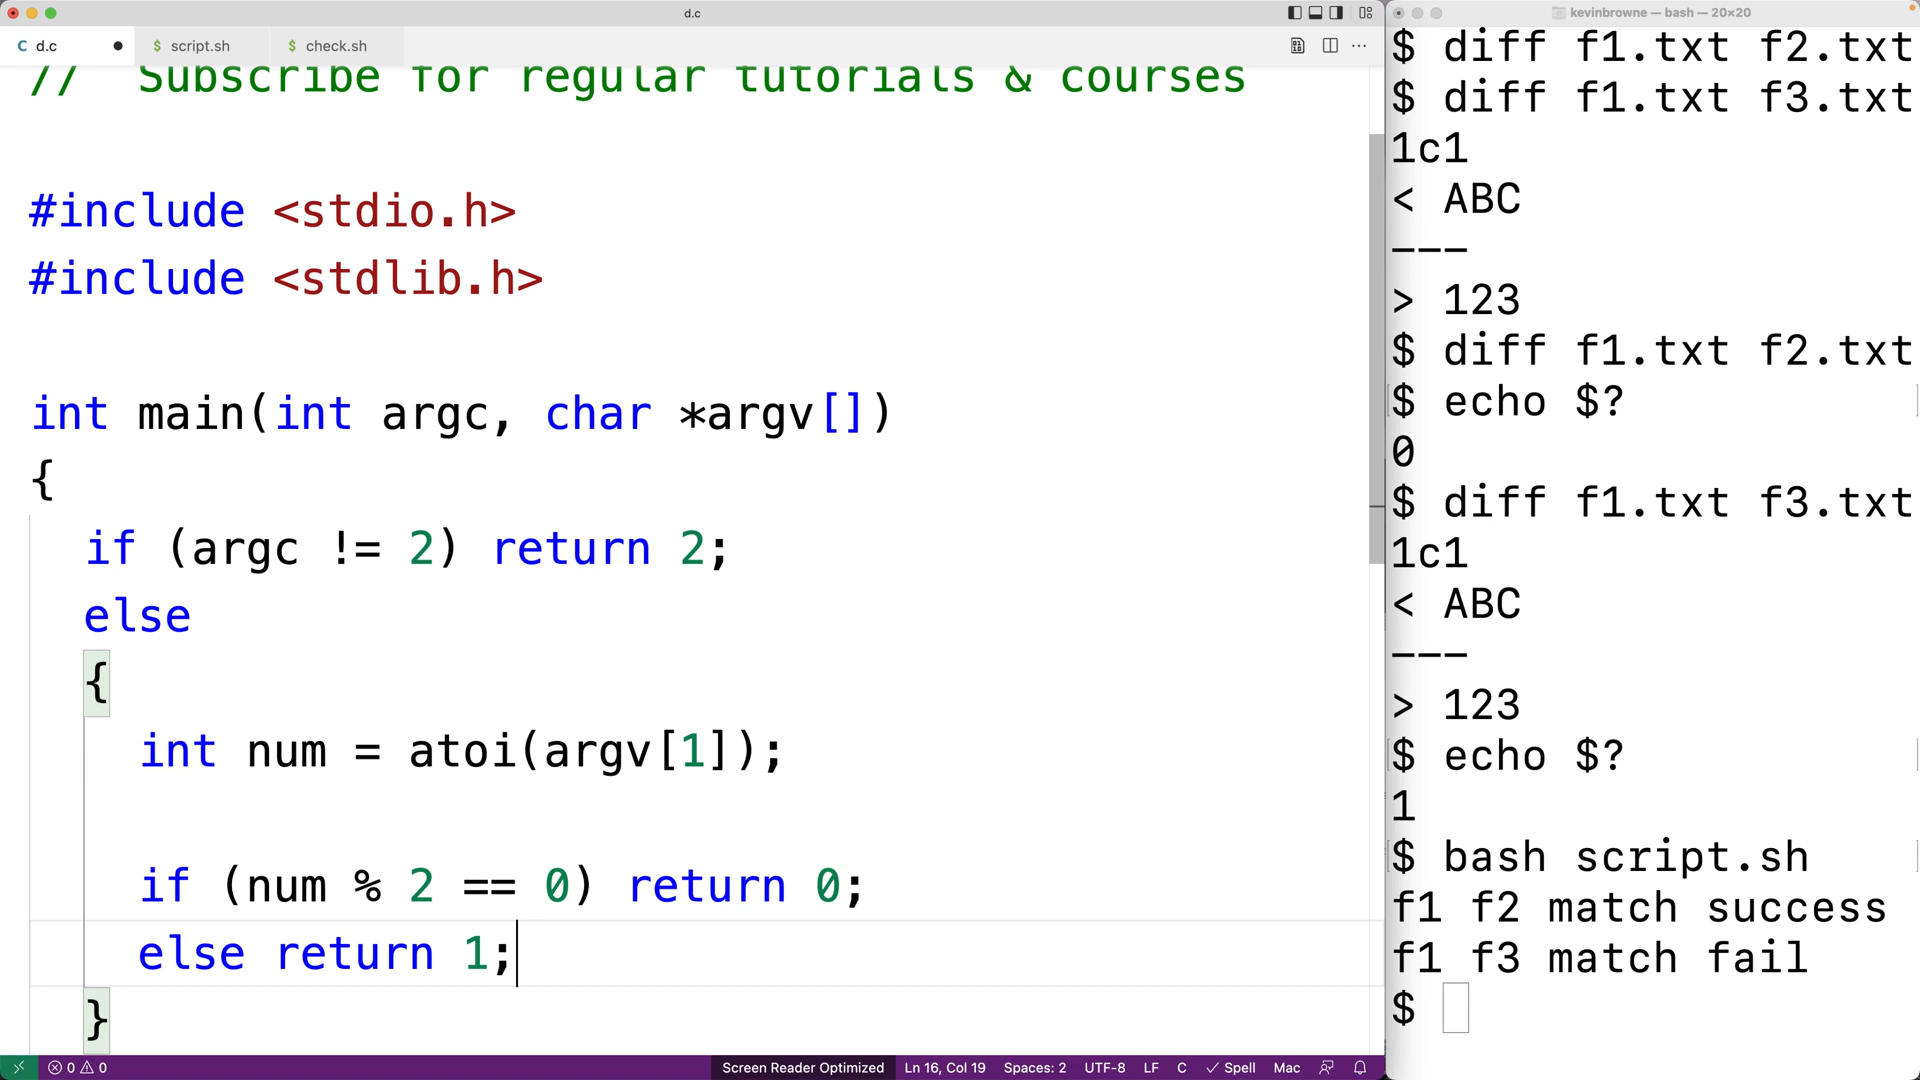 d.c
C d.c ●
$ script.sh
$ check.sh
// Subscribe for regular tutorials & courses
#include <stdio.h>
#include <stdlib.h>
int main(int argc, char *argv[])
{
if (argc != 2) return 2;
else
{
int num = atoi(argv[1]);
if (num % 2 == 0) return 0;
else return 1;
}
0 0
Screen Reader Optimized
Ln 16, Col 19
Spaces: 2
UTF-8
LF
C
Spell
Mac
kevinbrowne — bash — 20×20
$ diff f1.txt f2.txt
$ diff f1.txt f3.txt
1c1
< ABC
---
> 123
$ diff f1.txt f2.txt
$ echo $?
0
$ diff f1.txt f3.txt
1c1
< ABC
---
> 123
$ echo $?
1
$ bash script.sh
f1 f2 match success
f1 f3 match fail
$